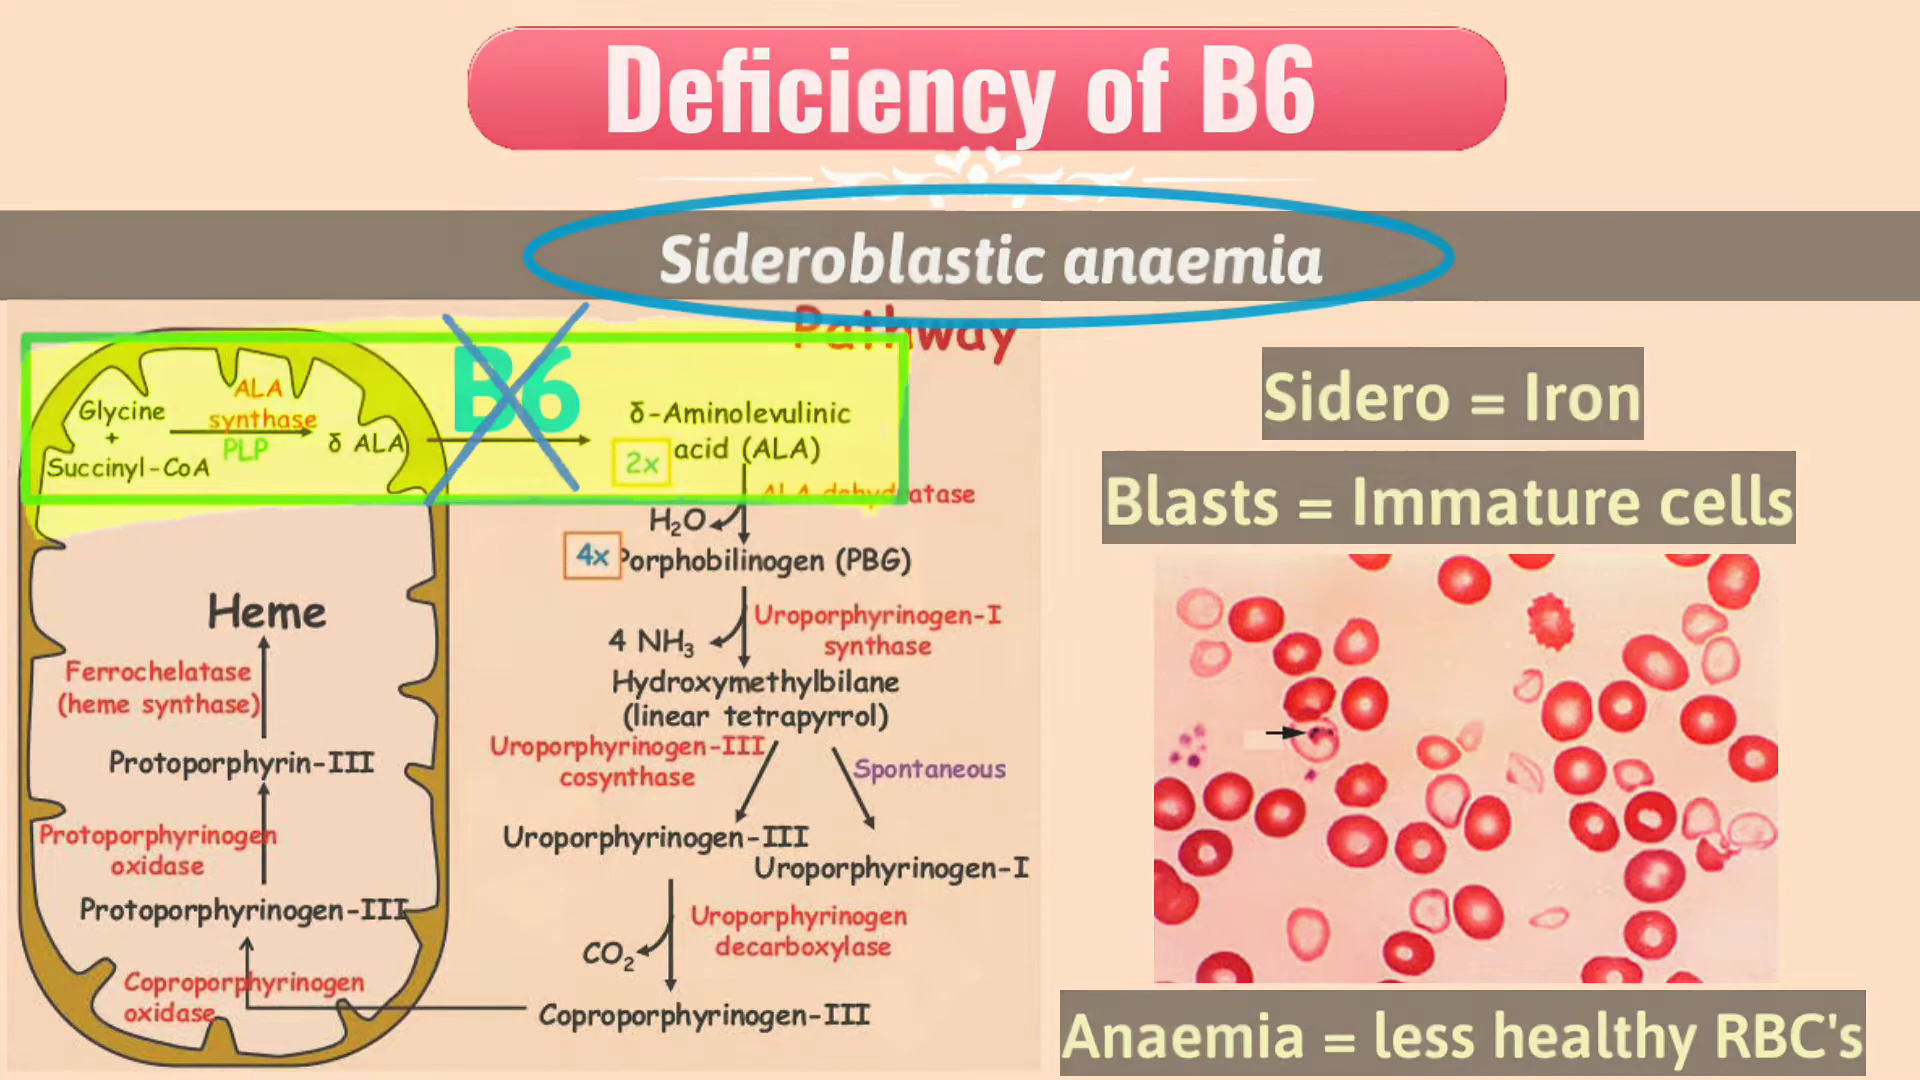 Deficiency of B6
Sideroblastic anaemia
Pathway
Glycine
+
Succinyl-CoA
ALA
synthase
PLP
δ ALA
B6
δ-Aminolevulinic
acid (ALA)
2x
ALA dehydratase
H₂O
4x
Porphobilinogen (PBG)
Uroporphyrinogen-I
synthase
4 NH₃
Hydroxymethylbilane
(linear tetrapyrrol)
Uroporphyrinogen-III
cosynthase
Spontaneous
Uroporphyrinogen-III
Uroporphyrinogen-I
Uroporphyrinogen
decarboxylase
CO₂
Coproporphyrinogen-III
Coproporphyrinogen
oxidase
Protoporphyrinogen-III
Protoporphyrinogen
oxidase
Protoporphyrin-III
Ferrochelatase
(heme synthase)
Heme
Sidero = Iron
Blasts = Immature cells
Anaemia = less healthy RBC's